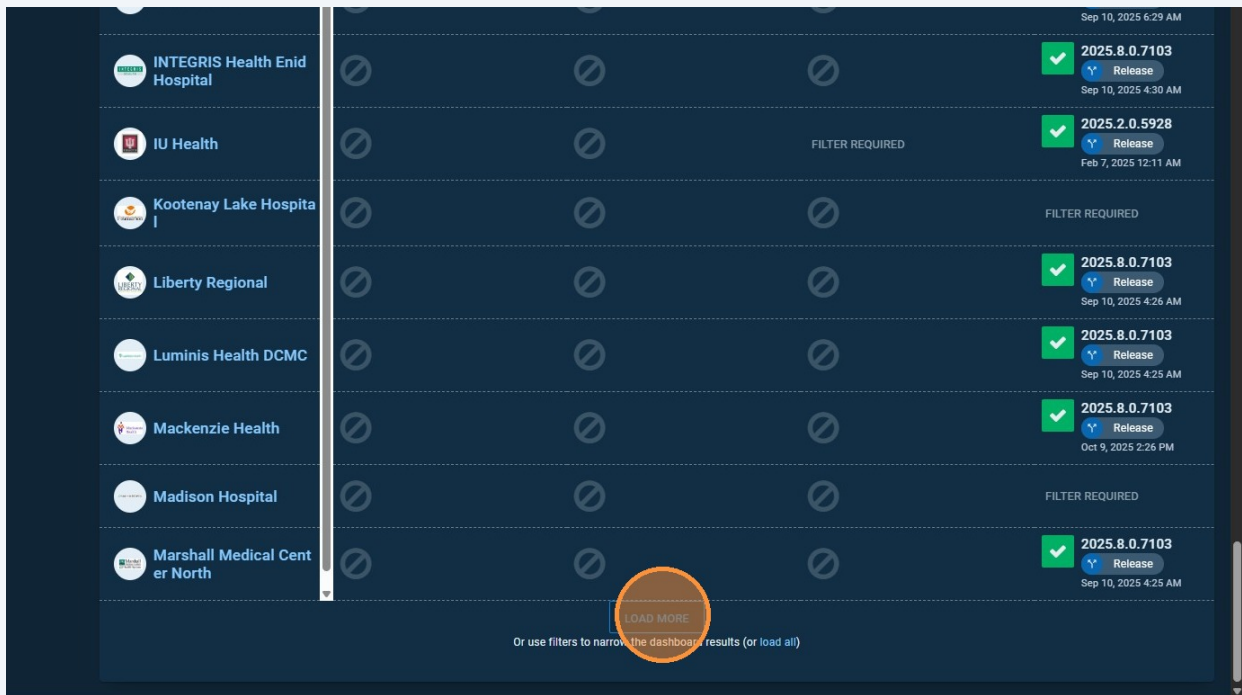 Sep 10, 2025 6:29 AM
INTEGRIS Health Enid
Hospital
2025.8.0.7103
Release
Sep 10, 2025 4:30 AM
IU Health
FILTER REQUIRED
2025.2.0.5928
Release
Feb 7, 2025 12:11 AM
Kootenay Lake Hospita
l
FILTER REQUIRED
Liberty Regional
2025.8.0.7103
Release
Sep 10, 2025 4:26 AM
Luminis Health DCMC
2025.8.0.7103
Release
Sep 10, 2025 4:25 AM
Mackenzie Health
2025.8.0.7103
Release
Oct 9, 2025 2:26 PM
Madison Hospital
FILTER REQUIRED
Marshall Medical Cent
er North
2025.8.0.7103
Release
Sep 10, 2025 4:25 AM
LOAD MORE
Or use filters to narrow the dashboard results (or load all)